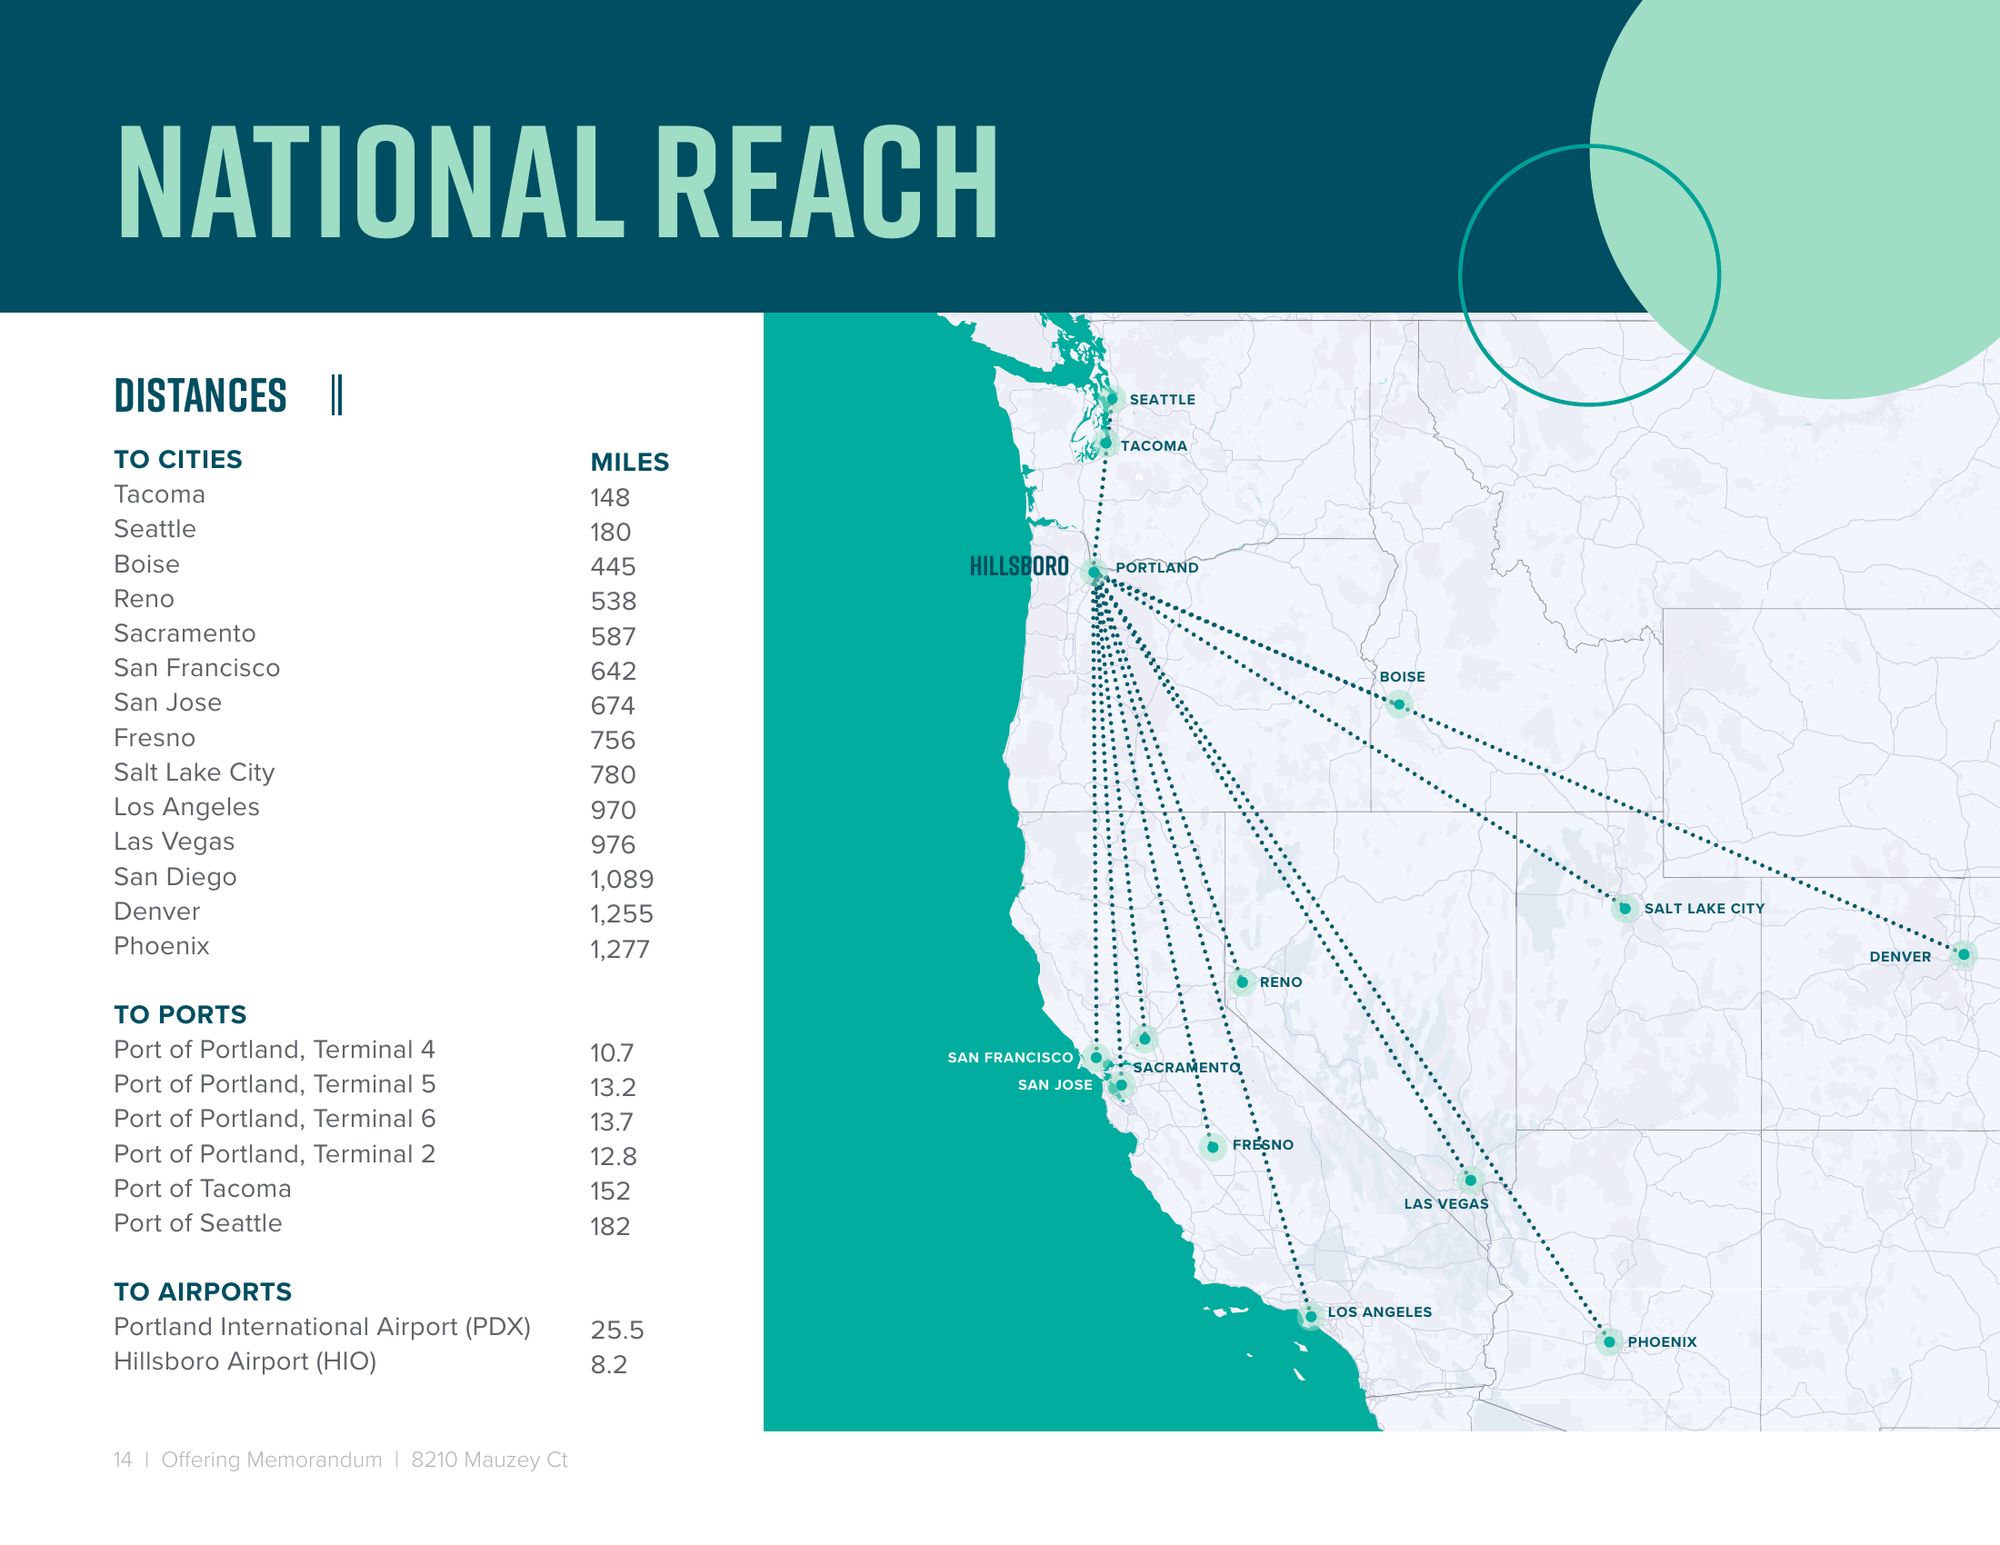 NATIONAL REACH
DISTANCES
TO CITIES MILES
Tacoma 148
Seattle 180
Boise 445
Reno 538
Sacramento 587
San Francisco 642
San Jose 674
Fresno 756
Salt Lake City 780
Los Angeles 970
Las Vegas 976
San Diego 1,089
Denver 1,255
Phoenix 1,277
TO PORTS
Port of Portland, Terminal 4 10.7
Port of Portland, Terminal 5 13.2
Port of Portland, Terminal 6 13.7
Port of Portland, Terminal 2 12.8
Port of Tacoma 152
Port of Seattle 182
TO AIRPORTS
Portland International Airport (PDX) 25.5
Hillsboro Airport (HIO) 8.2
SEATTLE
TACOMA
HILLSBORO
PORTLAND
BOISE
SALT LAKE CITY
DENVER
RENO
SAN FRANCISCO
SACRAMENTO
SAN JOSE
FRESNO
LAS VEGAS
LOS ANGELES
PHOENIX
14 | Offering Memorandum | 8210 Mauzey Ct